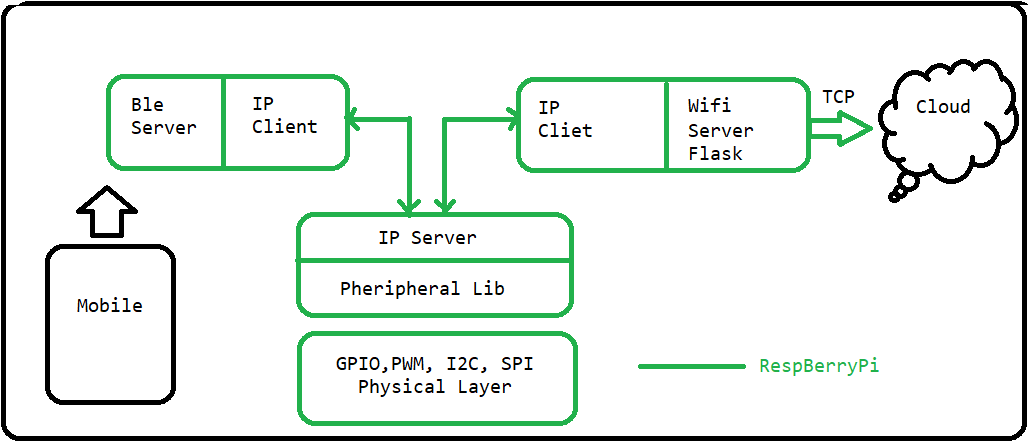 Ble
Server
IP
Client
IP
Cliet
Wifi
Server
Flask
TCP
Cloud
IP Server
Pheripheral Lib
Mobile
GPIO,PWM, I2C, SPI
Physical Layer
RespBerryPi